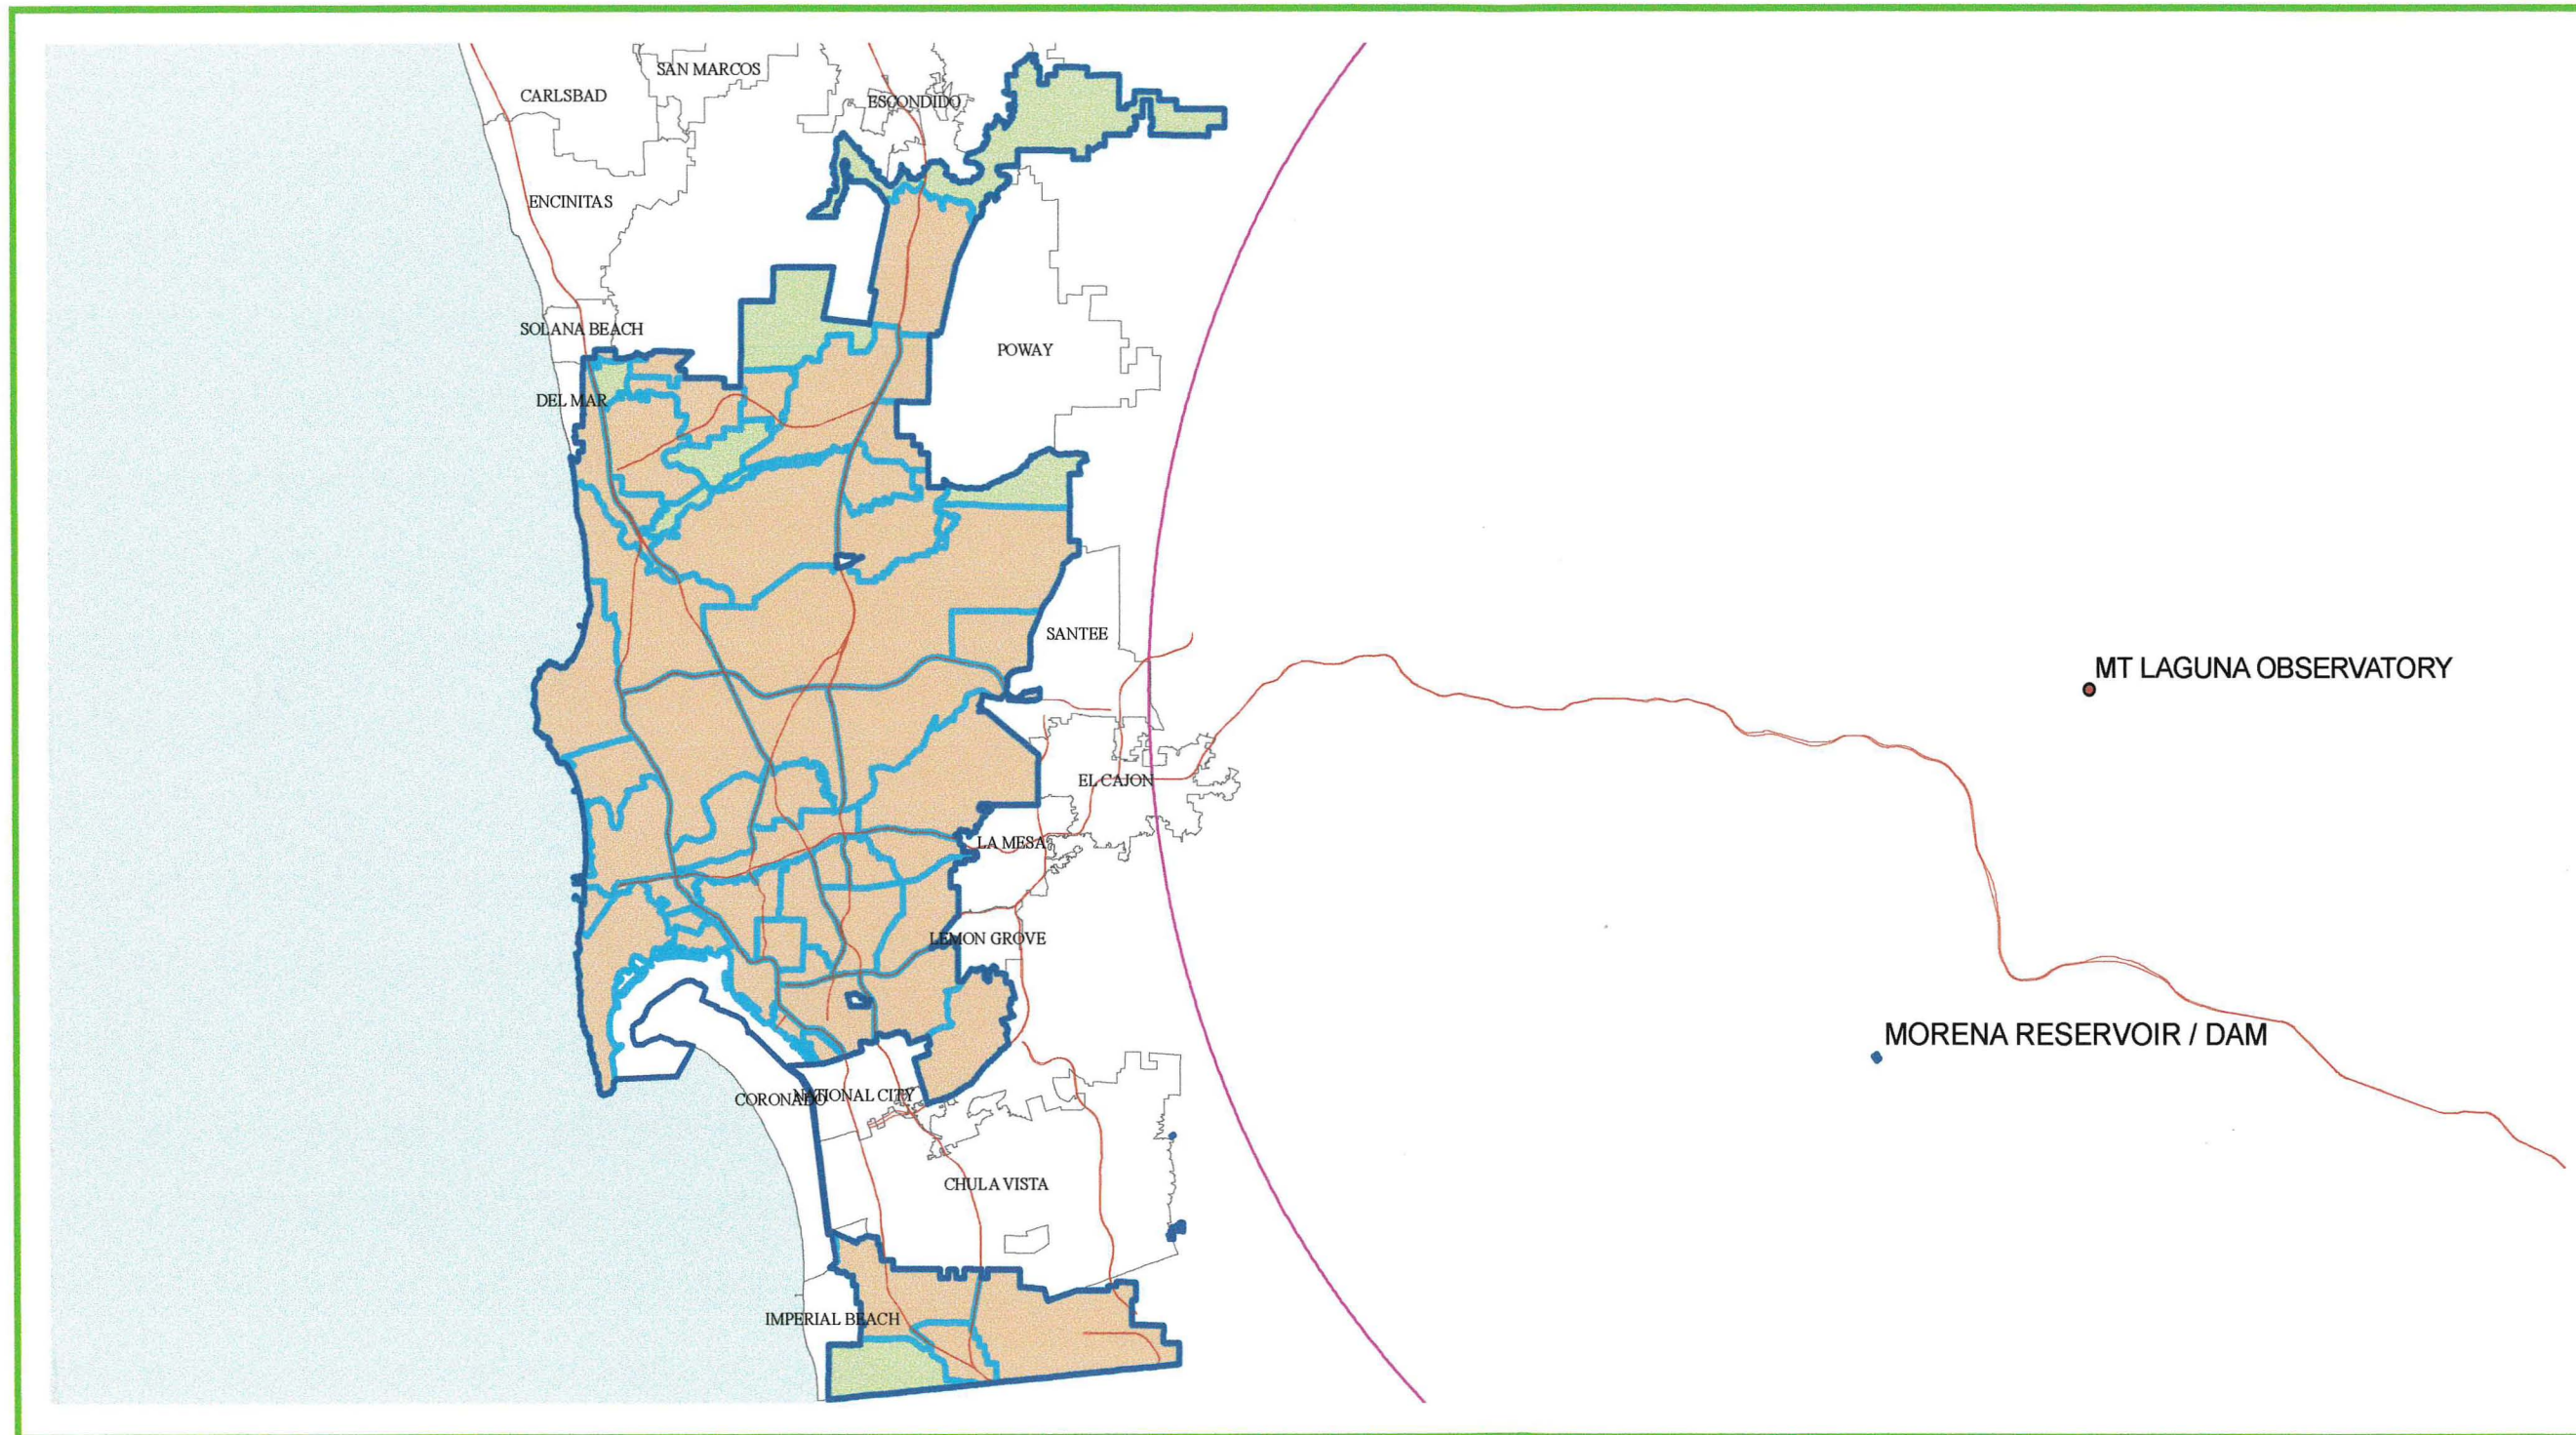 SAN MARCOS
CARLSBAD
ESCONDIDO
ENCINITAS
SOLANA BEACH
POWAY
DEL MAR
SANTEE
MT LAGUNA OBSERVATORY
EL CAJON
LA MESA
LEMON GROVE
MORENA RESERVOIR / DAM
CORONADO
NATIONAL CITY
CHULA VISTA
IMPERIAL BEACH